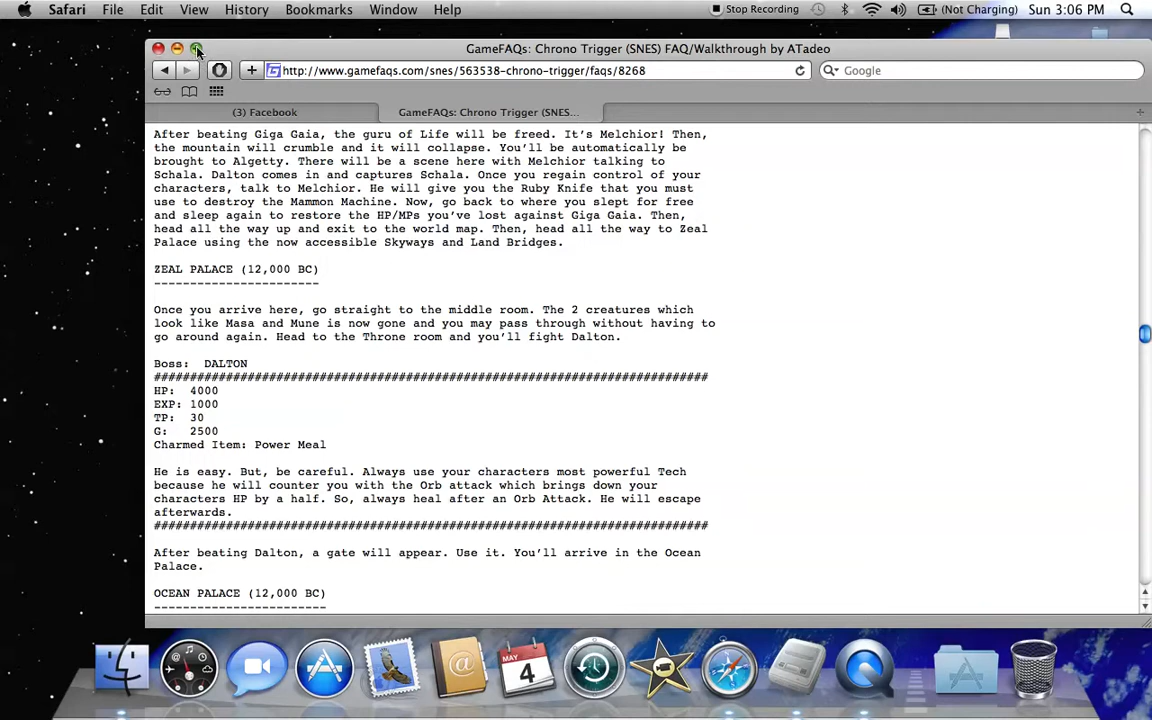 Safari File Edit View History Bookmarks Window Help Stop Recording (Not Charging) Sun 3:06 PM
GameFAQs: Chrono Trigger (SNES) FAQ/Walkthrough by ATadeo
http://www.gamefaqs.com/snes/563538-chrono-trigger/faqs/8268 Google
(3) Facebook GameFAQs: Chrono Trigger (SNES...
After beating Giga Gaia, the guru of Life will be freed. It's Melchior! Then,
the mountain will crumble and it will collapse. You'll be automatically be
brought to Algetty. There will be a scene here with Melchior talking to
Schala. Dalton comes in and captures Schala. Once you regain control of your
characters, talk to Melchior. He will give you the Ruby Knife that you must
use to destroy the Mammon Machine. Now, go back to where you slept for free
and sleep again to restore the HP/MPs you've lost against Giga Gaia. Then,
head all the way up and exit to the world map. Then, head all the way to Zeal
Palace using the now accessible Skyways and Land Bridges.
ZEAL PALACE (12,000 BC)
-----------------------
Once you arrive here, go straight to the middle room. The 2 creatures which
look like Masa and Mune is now gone and you may pass through without having to
go around again. Head to the Throne room and you'll fight Dalton.
Boss: DALTON
#############################################################################
HP: 4000
EXP: 1000
TP: 30
G: 2500
Charmed Item: Power Meal
He is easy. But, be careful. Always use your characters most powerful Tech
because he will counter you with the Orb attack which brings down your
characters HP by a half. So, always heal after an Orb Attack. He will escape
afterwards.
#############################################################################
After beating Dalton, a gate will appear. Use it. You'll arrive in the Ocean
Palace.
OCEAN PALACE (12,000 BC)
------------------------
MAY
4